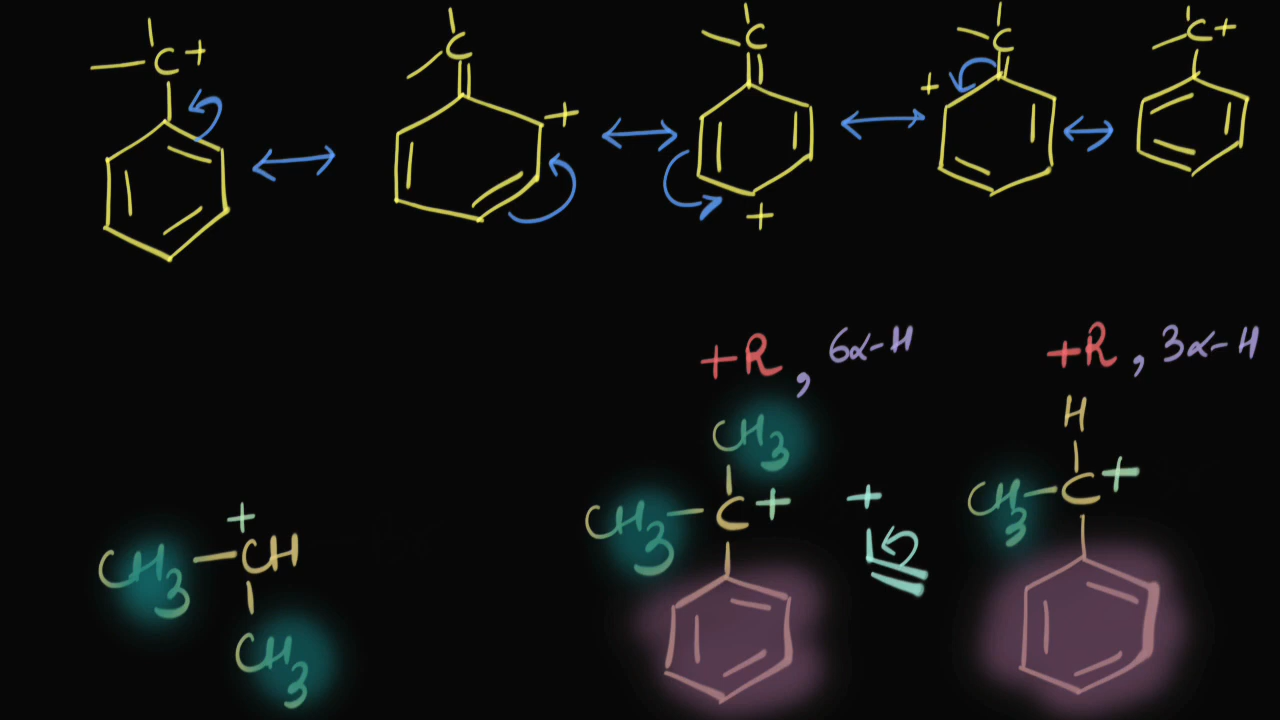 C + C C C C +
+ + +
+
+R, 6α-H +R, 3α-H
CH3 H
CH3 C + + CH3 C +
+
CH3 CH
CH3